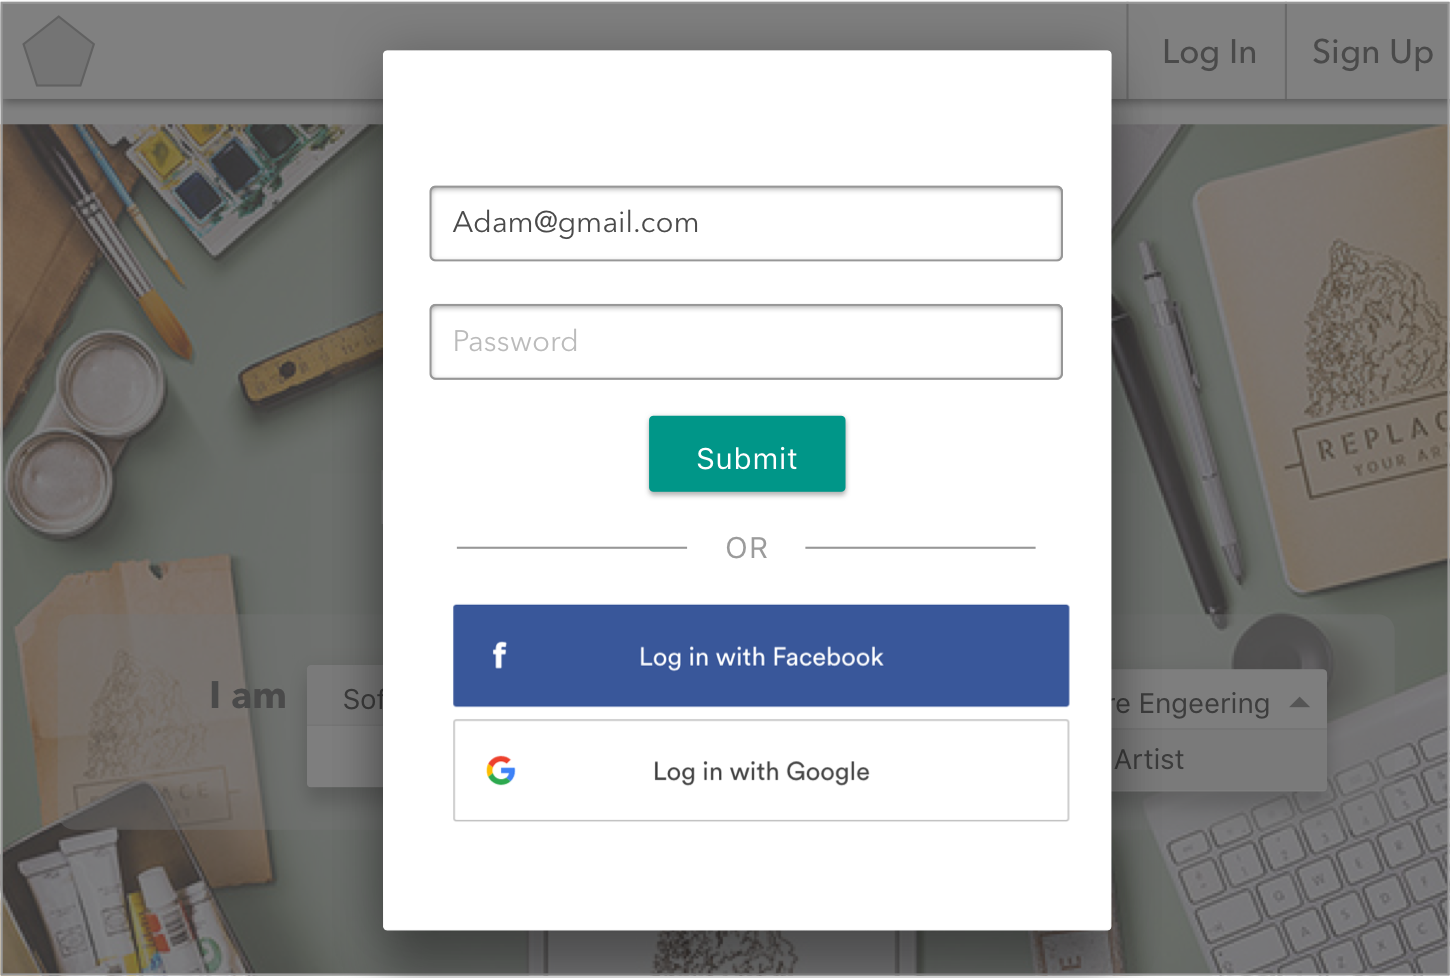 Log In
Sign Up
Adam@gmail.com
Password
Submit
OR
f
Log in with Facebook
G
Log in with Google
REPLAC
YOUR AR
I am
Sof
re Engeering
Artist